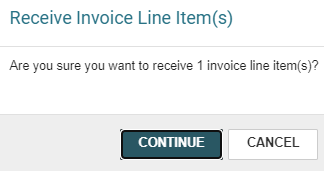 Receive Invoice Line Item(s)
Are you sure you want to receive 1 invoice line item(s)?
CONTINUE CANCEL